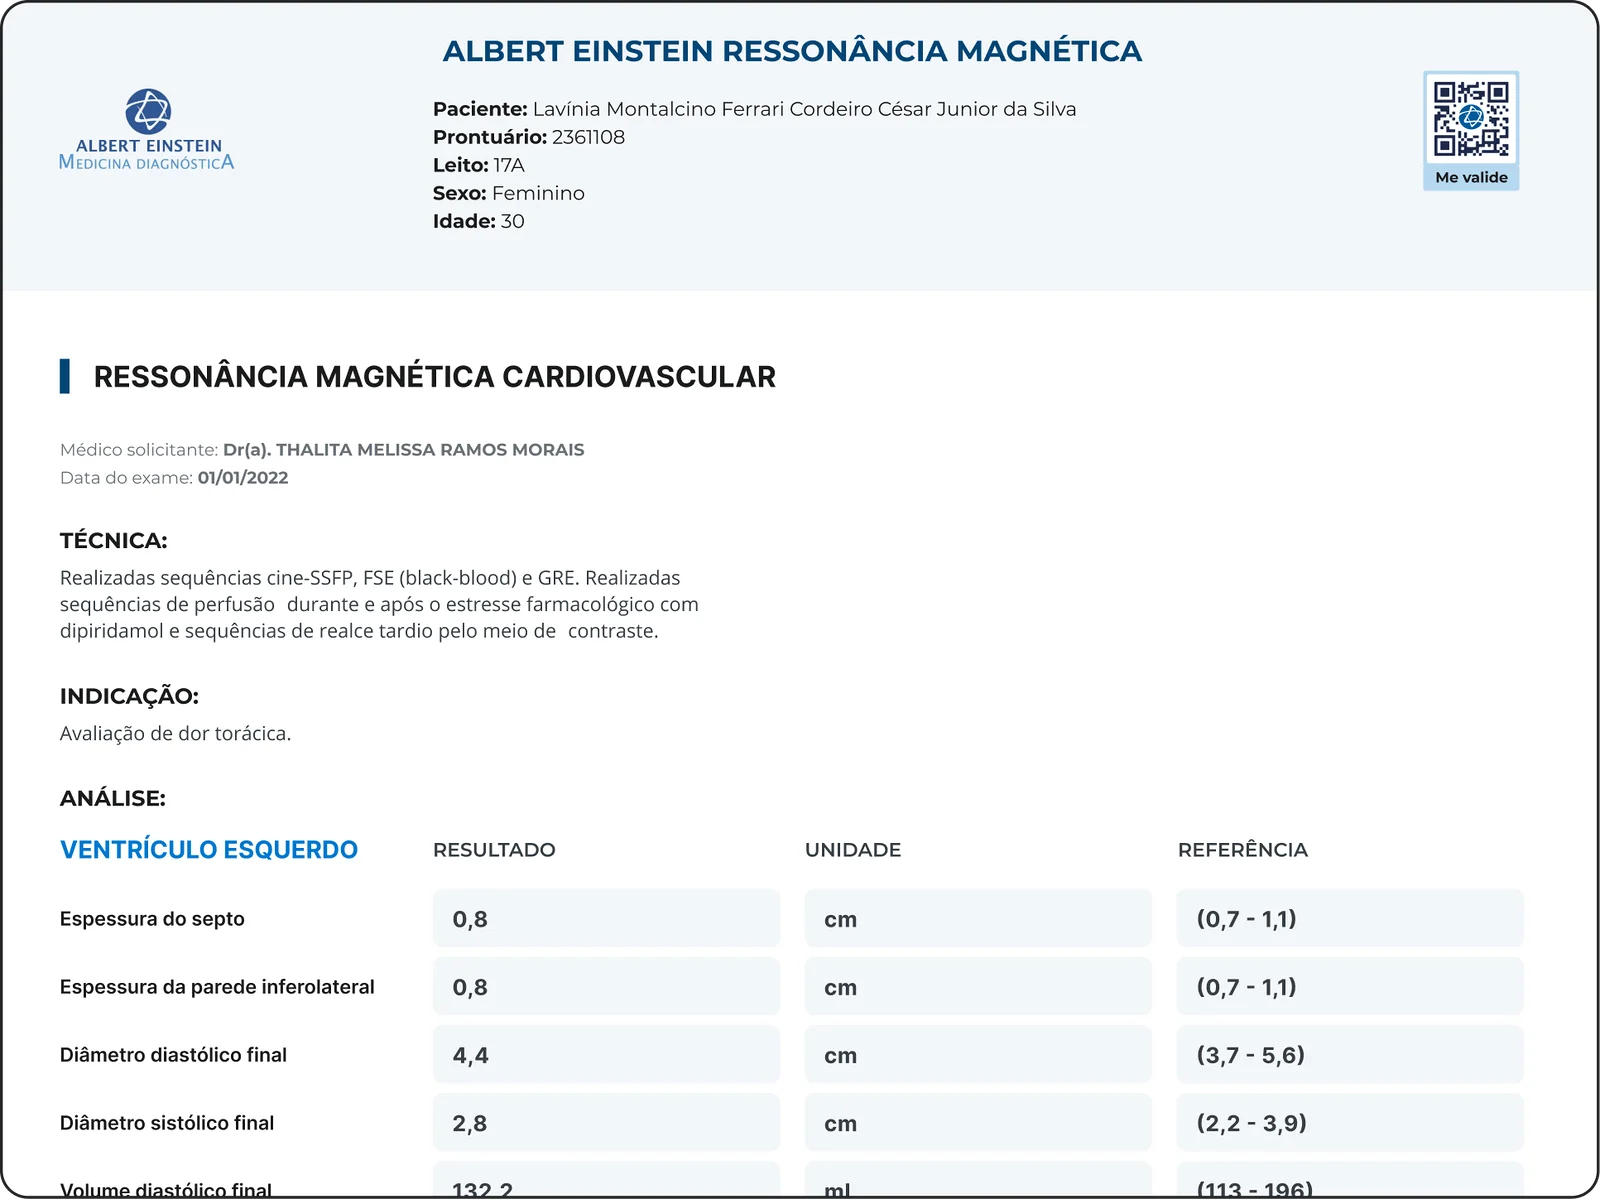 ALBERT EINSTEIN RESSONÂNCIA MAGNÉTICA
ALBERT EINSTEIN
MEDICINA DIAGNÓSTICA
Paciente: Lavínia Montalcino Ferrari Cordeiro César Junior da Silva
Prontuário: 2361108
Leito: 17A
Sexo: Feminino
Idade: 30
Me valide
RESSONÂNCIA MAGNÉTICA CARDIOVASCULAR
Médico solicitante: Dr(a). THALITA MELISSA RAMOS MORAIS
Data do exame: 01/01/2022
TÉCNICA:
Realizadas sequências cine-SSFP, FSE (black-blood) e GRE. Realizadas
sequências de perfusão durante e após o estresse farmacológico com
dipiridamol e sequências de realce tardio pelo meio de contraste.
INDICAÇÃO:
Avaliação de dor torácica.
ANÁLISE:
VENTRÍCULO ESQUERDO RESULTADO UNIDADE REFERÊNCIA
Espessura do septo 0,8 cm (0,7 - 1,1)
Espessura da parede inferolateral 0,8 cm (0,7 - 1,1)
Diâmetro diastólico final 4,4 cm (3,7 - 5,6)
Diâmetro sistólico final 2,8 cm (2,2 - 3,9)
Volume diastólico final 132,2 ml (113 - 196)